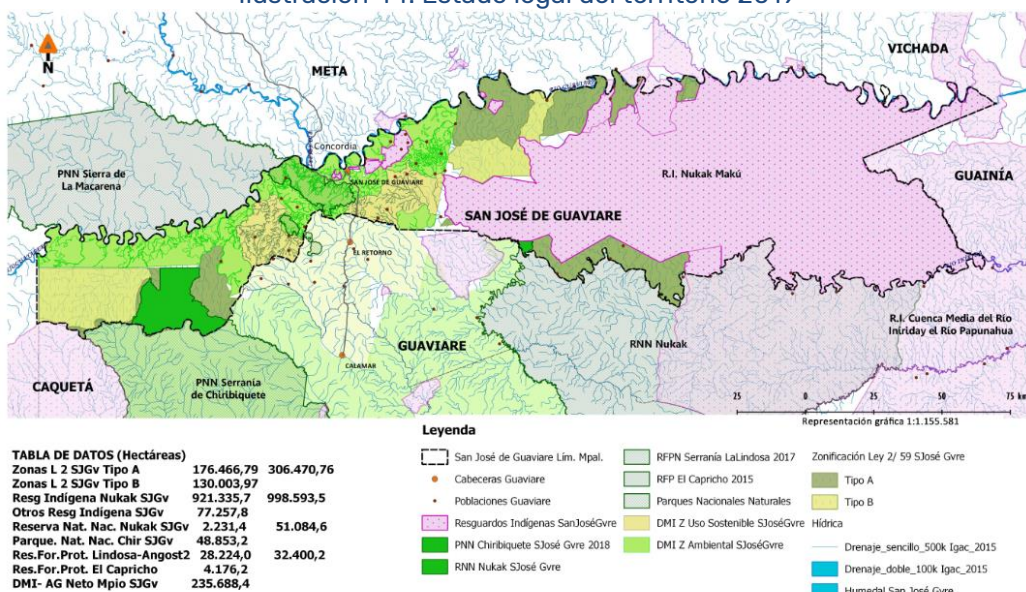 Ilustración 44. Estado legal del territorio 2017
N
META
VICHADA
Concordia
PNN Sierra de
La Macarena
SAN JOSÉ DE GUAVIARE
R.I. Nukak Makú
GUAINÍA
SAN JOSÉ DE GUAVIARE
EL RETORNO
R.I. Cuenca Media del Río
Iniriday el Río Papunahua
GUAVIARE
RNN Nukak
CALAMAR
CAQUETÁ
PNN Serranía
de Chiribiquete
25 0 25 50 75 km
Representación gráfica 1:1.155.581
TABLA DE DATOS (Hectáreas)
Zonas L 2 SJGv Tipo A 176.466,79 306.470,76
Zonas L 2 SJGv Tipo B 130.003,97
Resg Indígena Nukak SJGv 921.335,7 998.593,5
Otros Resg Indígena SJGv 77.257,8
Reserva Nat. Nac. Nukak SJGv 2.231,4 51.084,6
Parque. Nat. Nac. Chir SJGv 48.853,2
Res.For.Prot. Lindosa-Angost2 28.224,0 32.400,2
Res.For.Prot. El Capricho 4.176,2
DMI- AG Neto Mpio SJGv 235.688,4
Leyenda
San José de Guaviare Lím. Mpal.
Cabeceras Guaviare
Poblaciones Guaviare
Resguardos Indígenas SanJoséGvre
PNN Chiribiquete SJosé Gvre 2018
RNN Nukak SJosé Gvre
RFPN Serranía LaLindosa 2017
RFP El Capricho 2015
Parques Nacionales Naturales
DMI Z Uso Sostenible SJoséGvre
DMI Z Ambiental SJoséGvre
Zonificación Ley 2/ 59 SJosé Gvre
Tipo A
Tipo B
Hídrica
Drenaje_sencillo_500k Igac_2015
Drenaje_doble_100k Igac_2015
Humedal San José Gvre